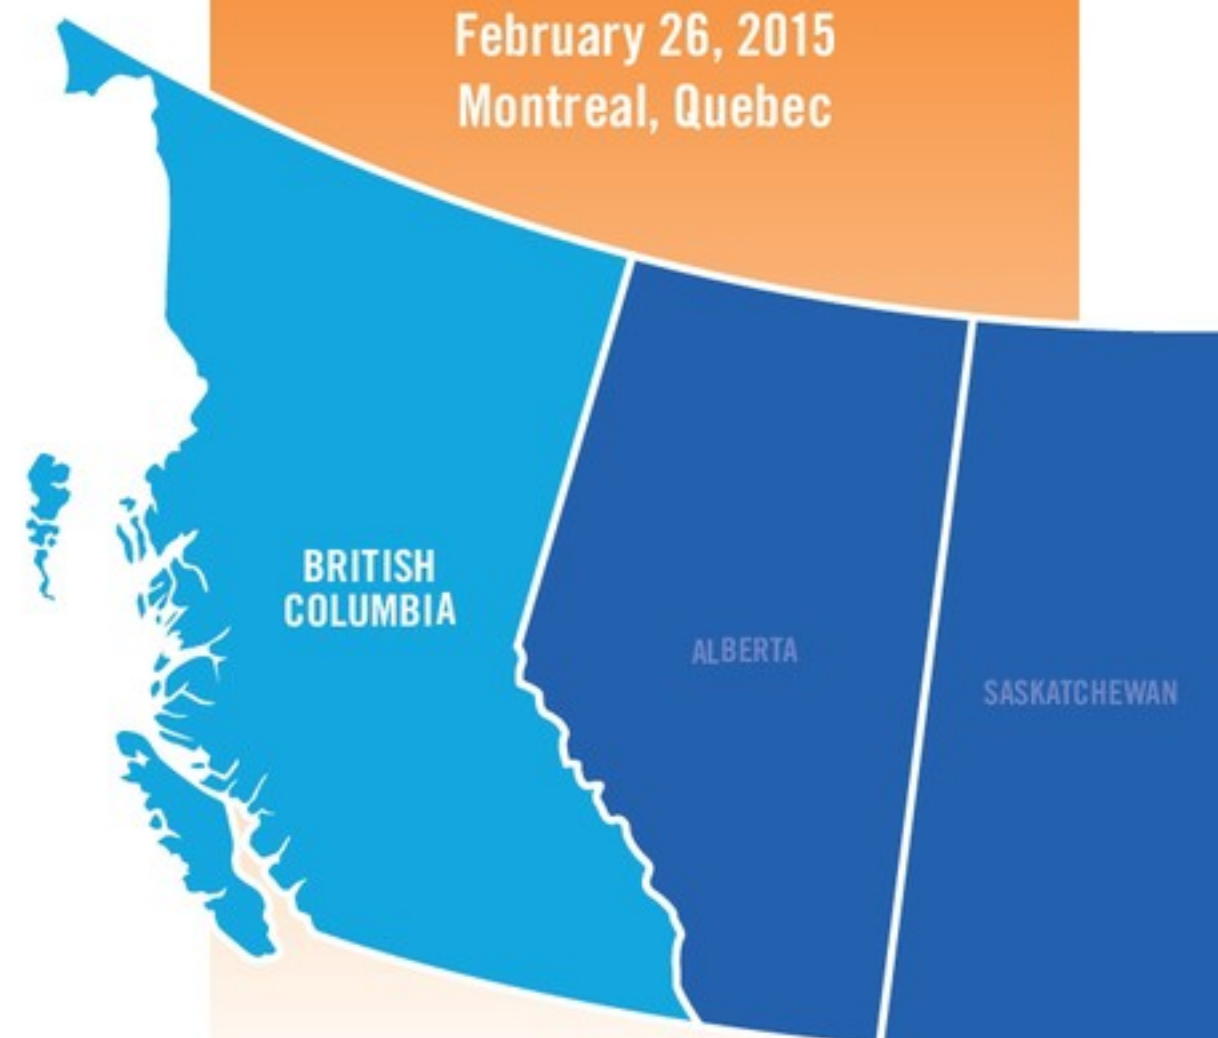 February 26, 2015
Montreal, Quebec
BRITISH
COLUMBIA
ALBERTA
SASKATCHEWAN